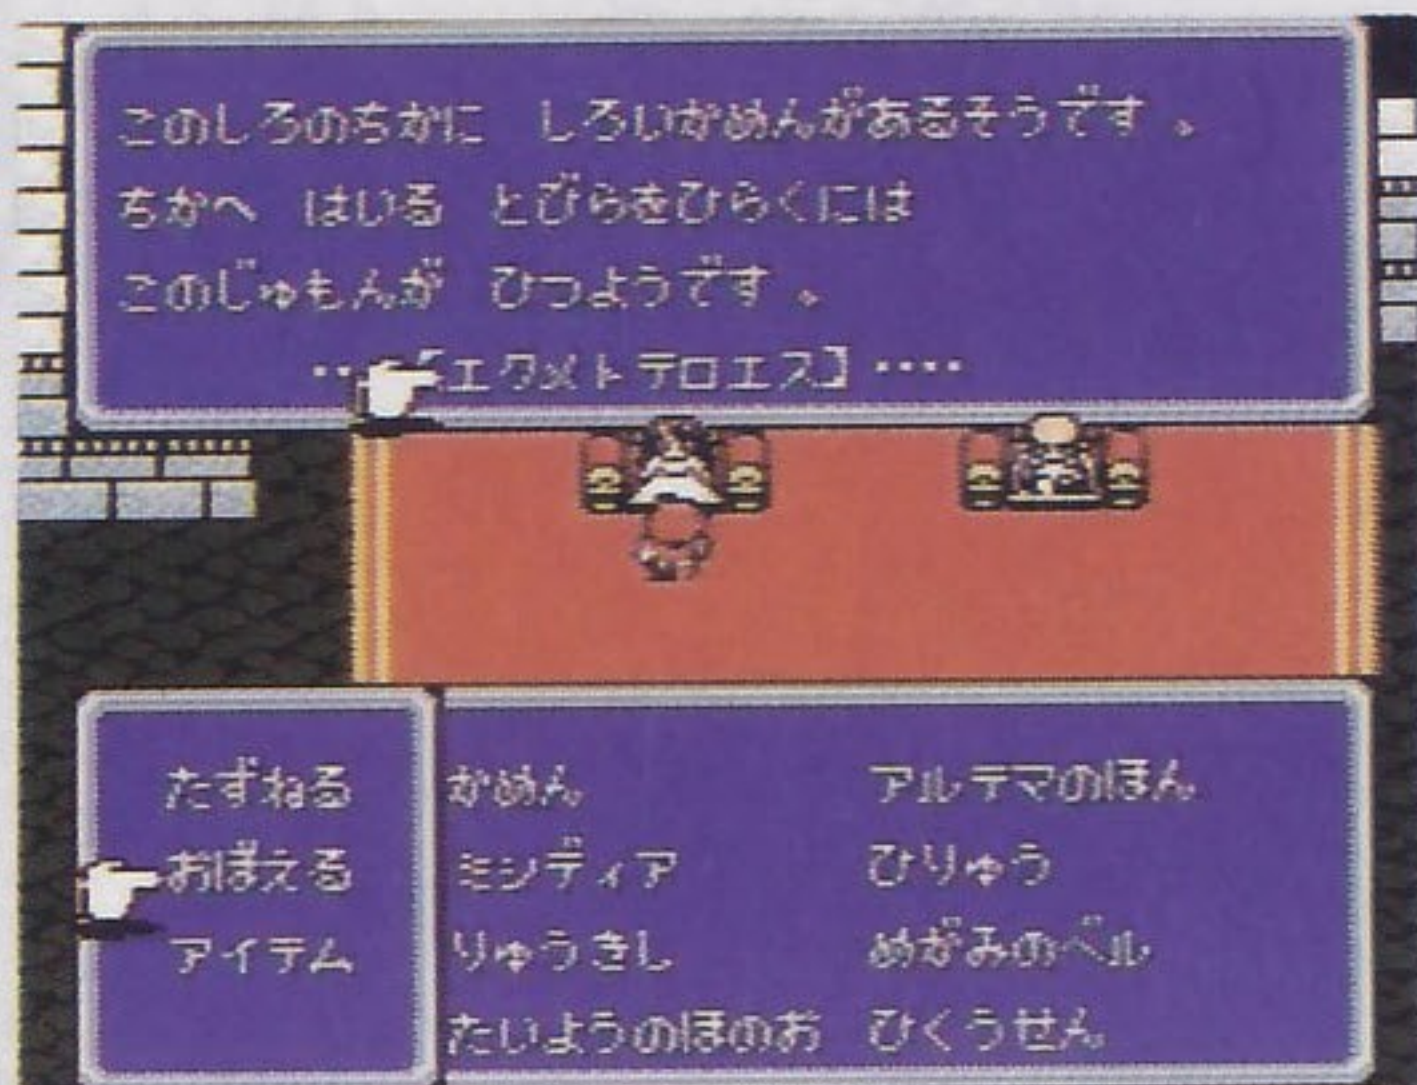 このしろのちかに　しろいかめんがあるそうです。
ちかへ　はいる　とびらをひらくには
このじゅもんが　ひつようです。
‥【エクメトテロエス】‥‥
たずねる
おぼえる
アイテム
かめん　アルテマのほん
ミシディア　ひりゅう
りゅうきし　めがみのベル
たいようのほのお　ひくうせん